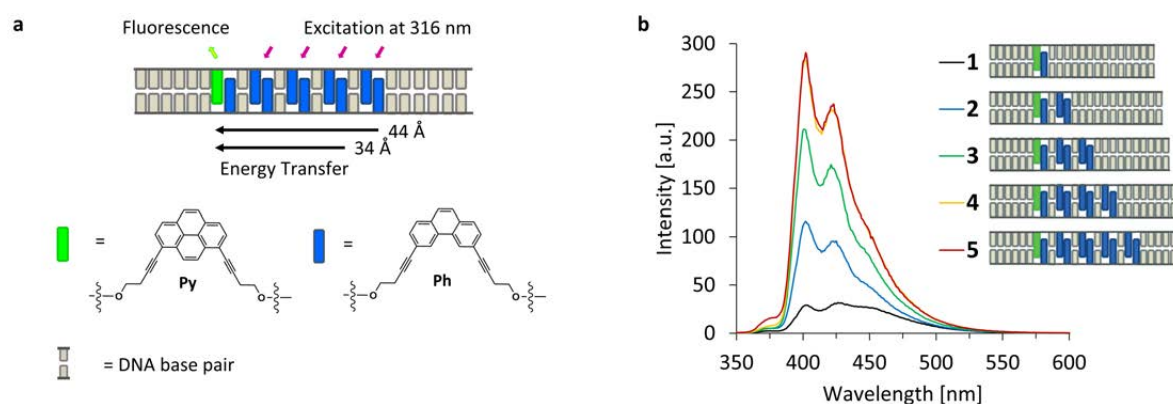 a
Fluorescence
Excitation at 316 nm
44 Å
34 Å
Energy Transfer
=
Py
O
O
=
Ph
O
O
= DNA base pair
b
Intensity [a.u.]
300
250
200
150
100
50
0
350 400 450 500 550 600
Wavelength [nm]
1
2
3
4
5